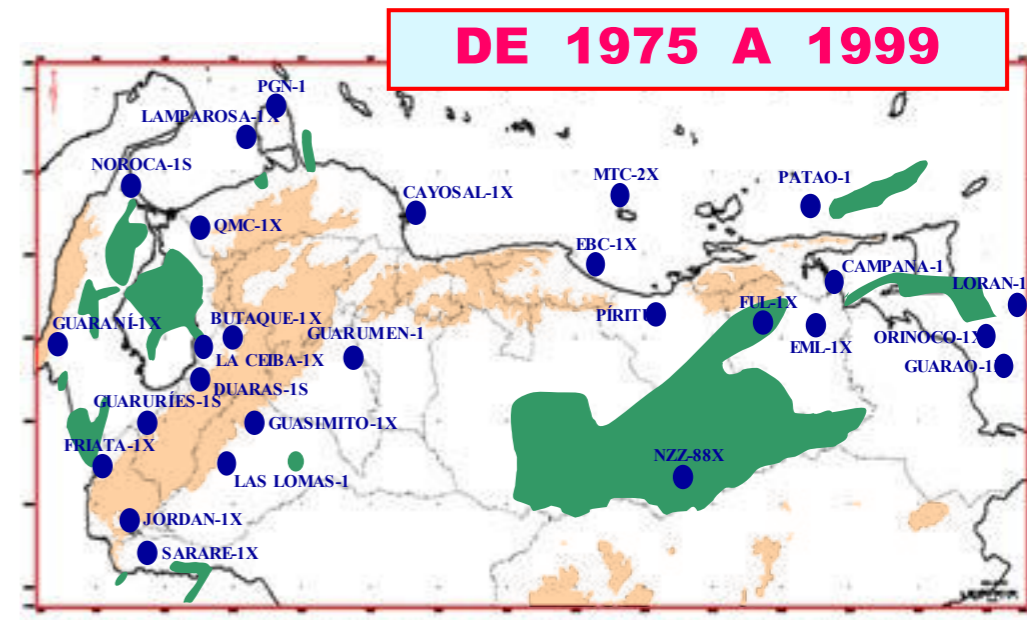 DE 1975 A 1999
PGN-1
LAMPAROSA-1X
NOROCA-1S
MTC-2X
PATAO-1
CAYOSAL-1X
QMC-1X
EBC-1X
CAMPANA-1
LORAN-1
FUL-1X
PÍRITU
BUTAQUE-1X
GUARANÍ-1X
GUARUMEN-1
EML-1X
ORINOCO-1X
LA CEIBA-1X
GUARAO-1
DUARAS-1S
GUARURÍES-1S
GUASIMITO-1X
FRIATA-1X
NZZ-88X
LAS LOMAS-1
JORDAN-1X
SARARE-1X